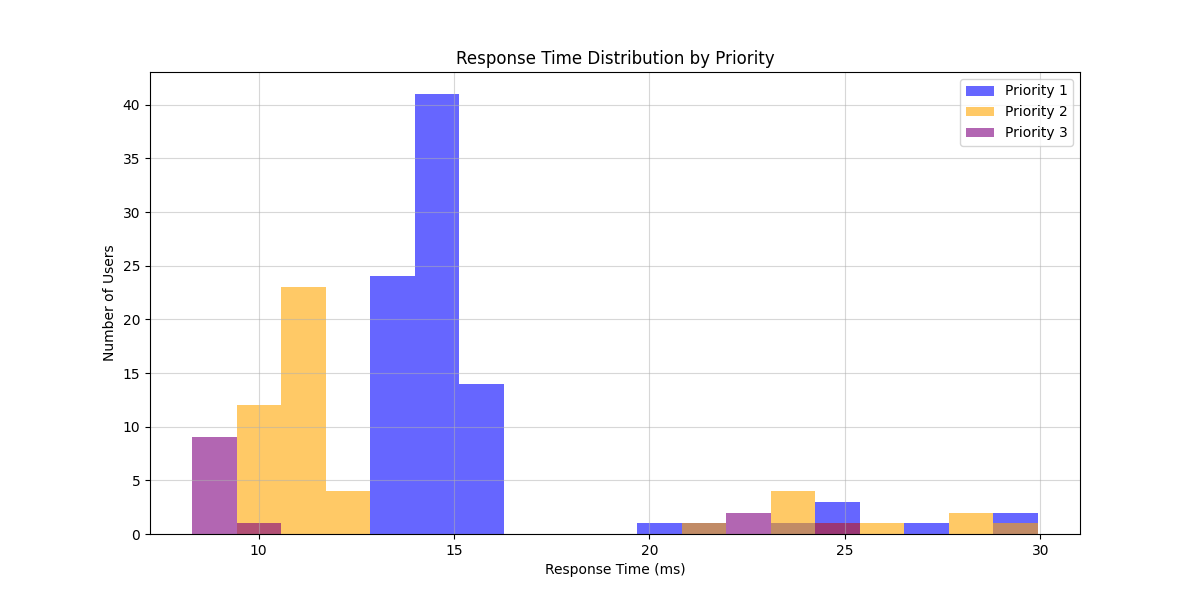 Response Time Distribution by Priority
Priority 1
Priority 2
Priority 3
40
35
30
25
20
15
10
5
0
Number of Users
10 15 20 25 30
Response Time (ms)